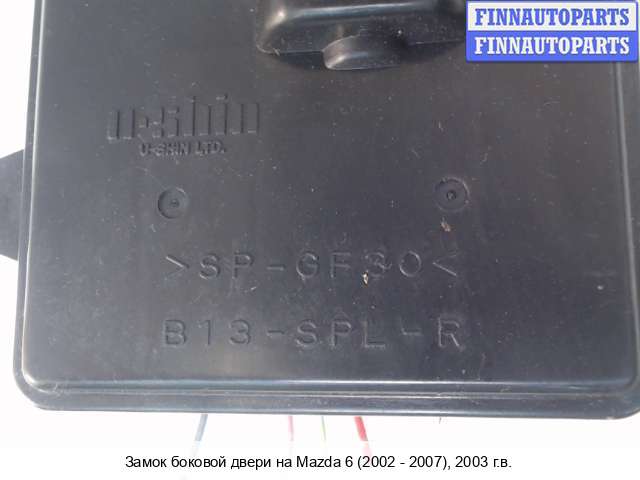 FINNAUTOPARTS
FINNAUTOPARTS
u-shin
U-SHIN LTD.
>SP-GF30<
B13-SPL-R
Замок боковой двери на Mazda 6 (2002 - 2007), 2003 г.в.